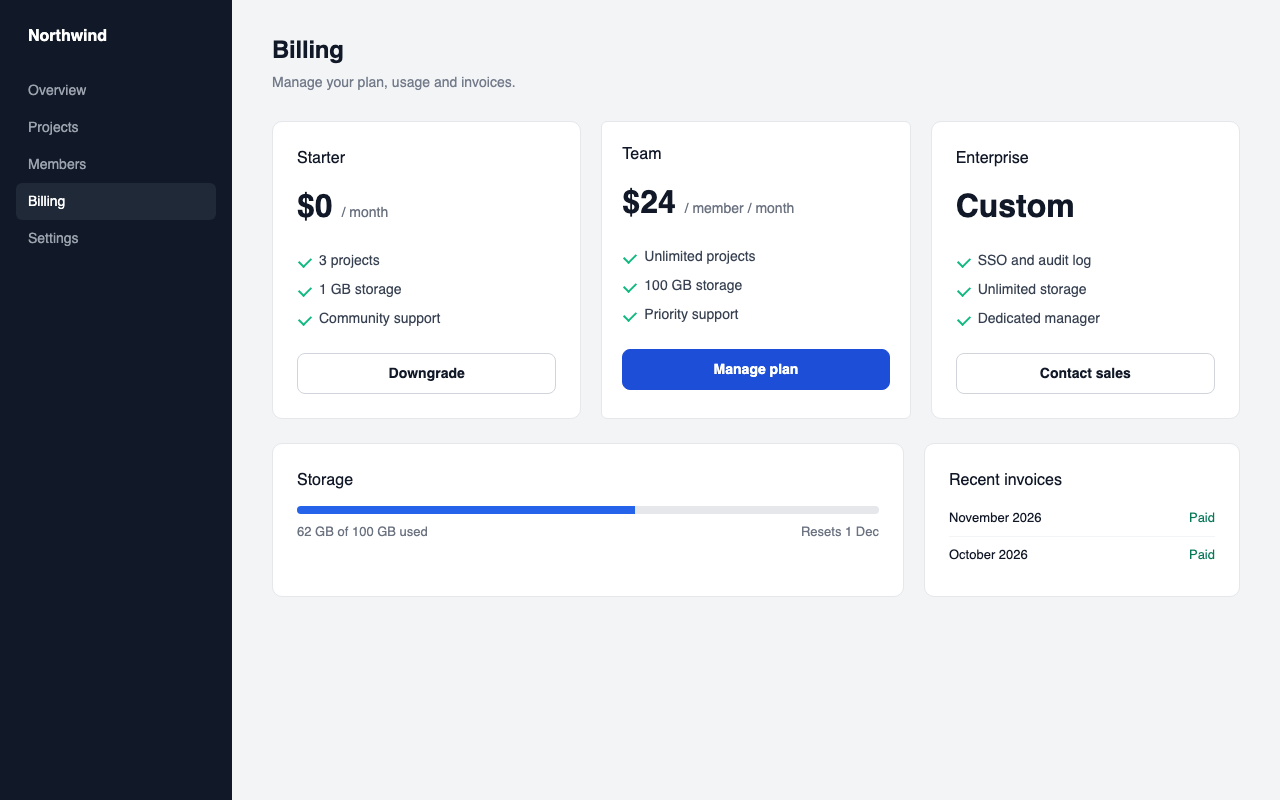 Northwind
Overview
Projects
Members
Billing
Settings
Billing
Manage your plan, usage and invoices.
Starter
$0 / month
3 projects
1 GB storage
Community support
Downgrade
Team
$24 / member / month
Unlimited projects
100 GB storage
Priority support
Manage plan
Enterprise
Custom
SSO and audit log
Unlimited storage
Dedicated manager
Contact sales
Storage
62 GB of 100 GB used
Resets 1 Dec
Recent invoices
November 2026 Paid
October 2026 Paid